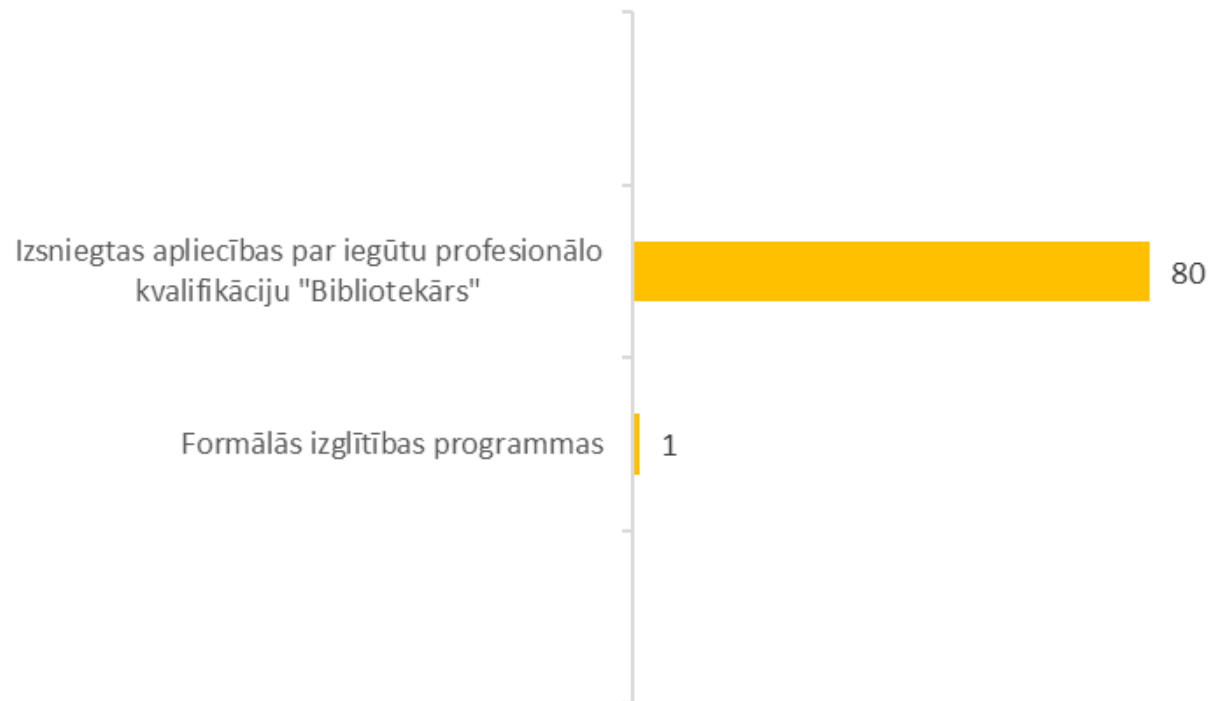 Izsniegtas apliecības par iegūtu profesionālo
kvalifikāciju "Bibliotekārs"
80
Formālās izglītības programmas
1